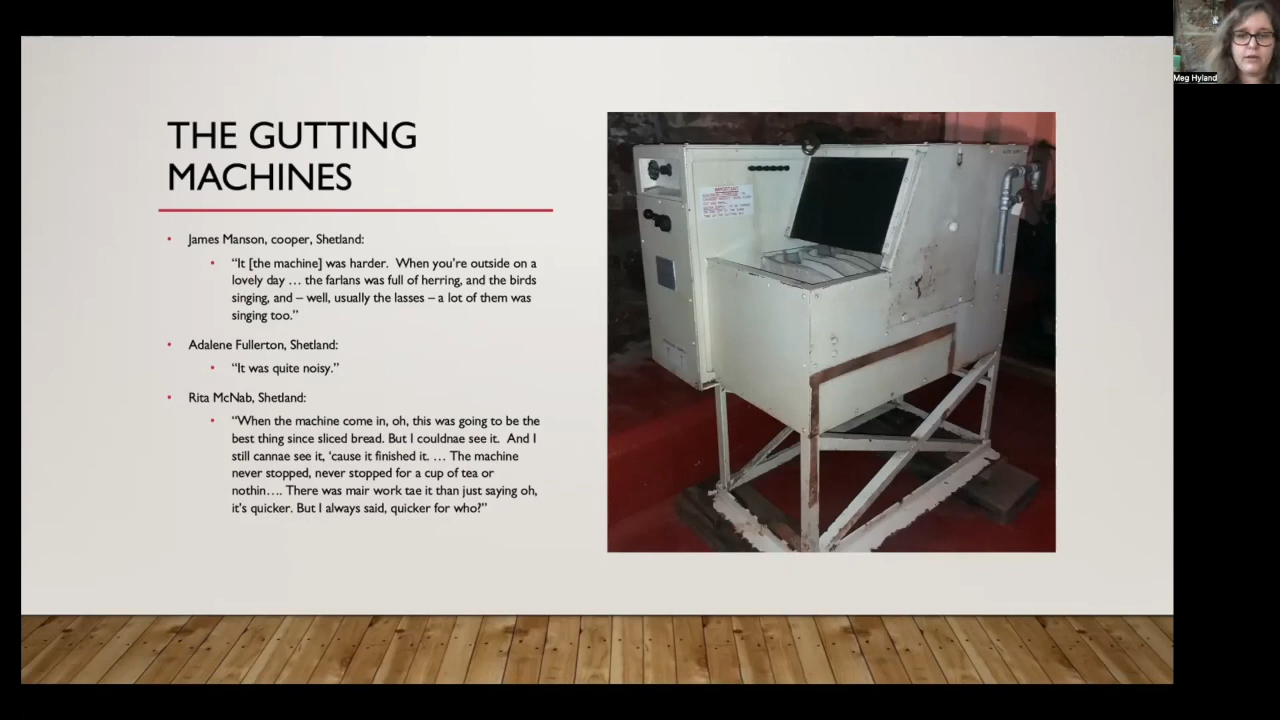 Meg Hyland
THE GUTTING
MACHINES
• James Manson, cooper, Shetland:
• “It [the machine] was harder.  When you’re outside on a
lovely day … the farlans was full of herring, and the birds
singing, and – well, usually the lasses – a lot of them was
singing too.”
• Adalene Fullerton, Shetland:
• “It was quite noisy.”
• Rita McNab, Shetland:
• “When the machine come in, oh, this was going to be the
best thing since sliced bread. But I couldnae see it.  And I
still cannae see it, ‘cause it finished it. … The machine
never stopped, never stopped for a cup of tea or
nothin…. There was mair work tae it than just saying oh,
it’s quicker. But I always said, quicker for who?”
IMPORTANT